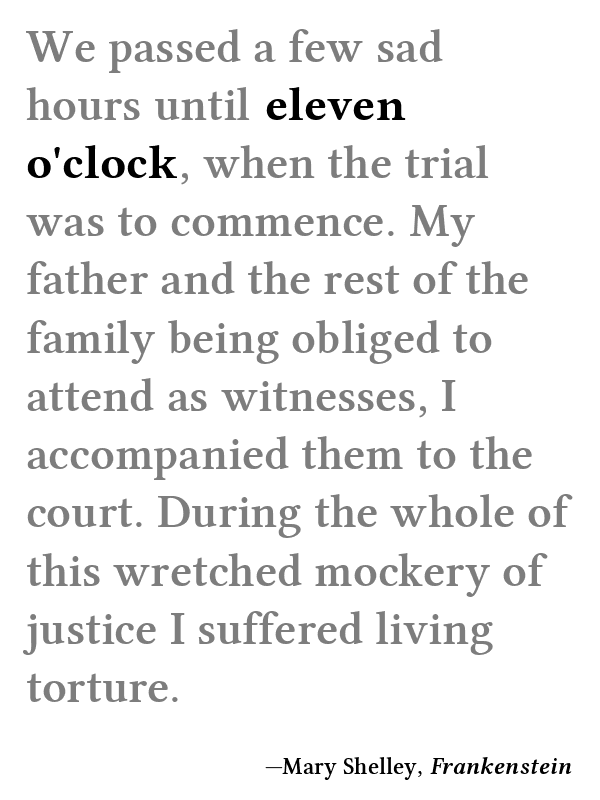 We passed a few sad
hours until eleven
o'clock, when the trial
was to commence. My
father and the rest of the
family being obliged to
attend as witnesses, I
accompanied them to the
court. During the whole of
this wretched mockery of
justice I suffered living
torture.
—Mary Shelley, Frankenstein